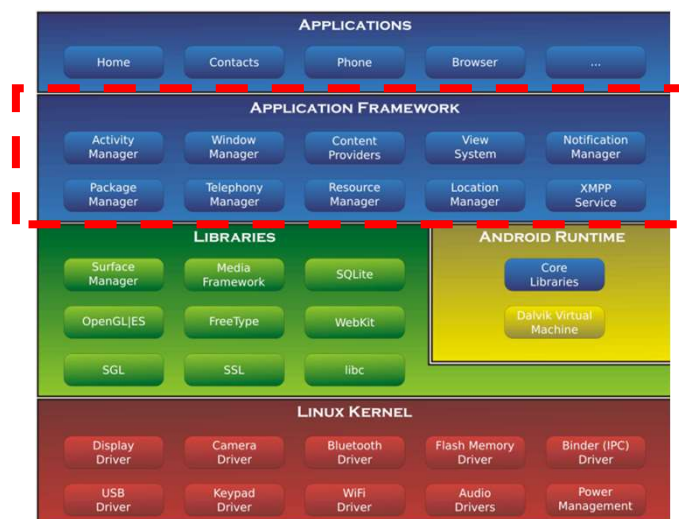 APPLICATIONS
Home Contacts Phone Browser ...
APPLICATION FRAMEWORK
Activity Manager Window Manager Content Providers View System Notification Manager
Package Manager Telephony Manager Resource Manager Location Manager XMPP Service
LIBRARIES
Surface Manager Media Framework SQLite
OpenGL|ES FreeType WebKit
SGL SSL libc
ANDROID RUNTIME
Core Libraries
Dalvik Virtual Machine
LINUX KERNEL
Display Driver Camera Driver Bluetooth Driver Flash Memory Driver Binder (IPC) Driver
USB Driver Keypad Driver WiFi Driver Audio Drivers Power Management